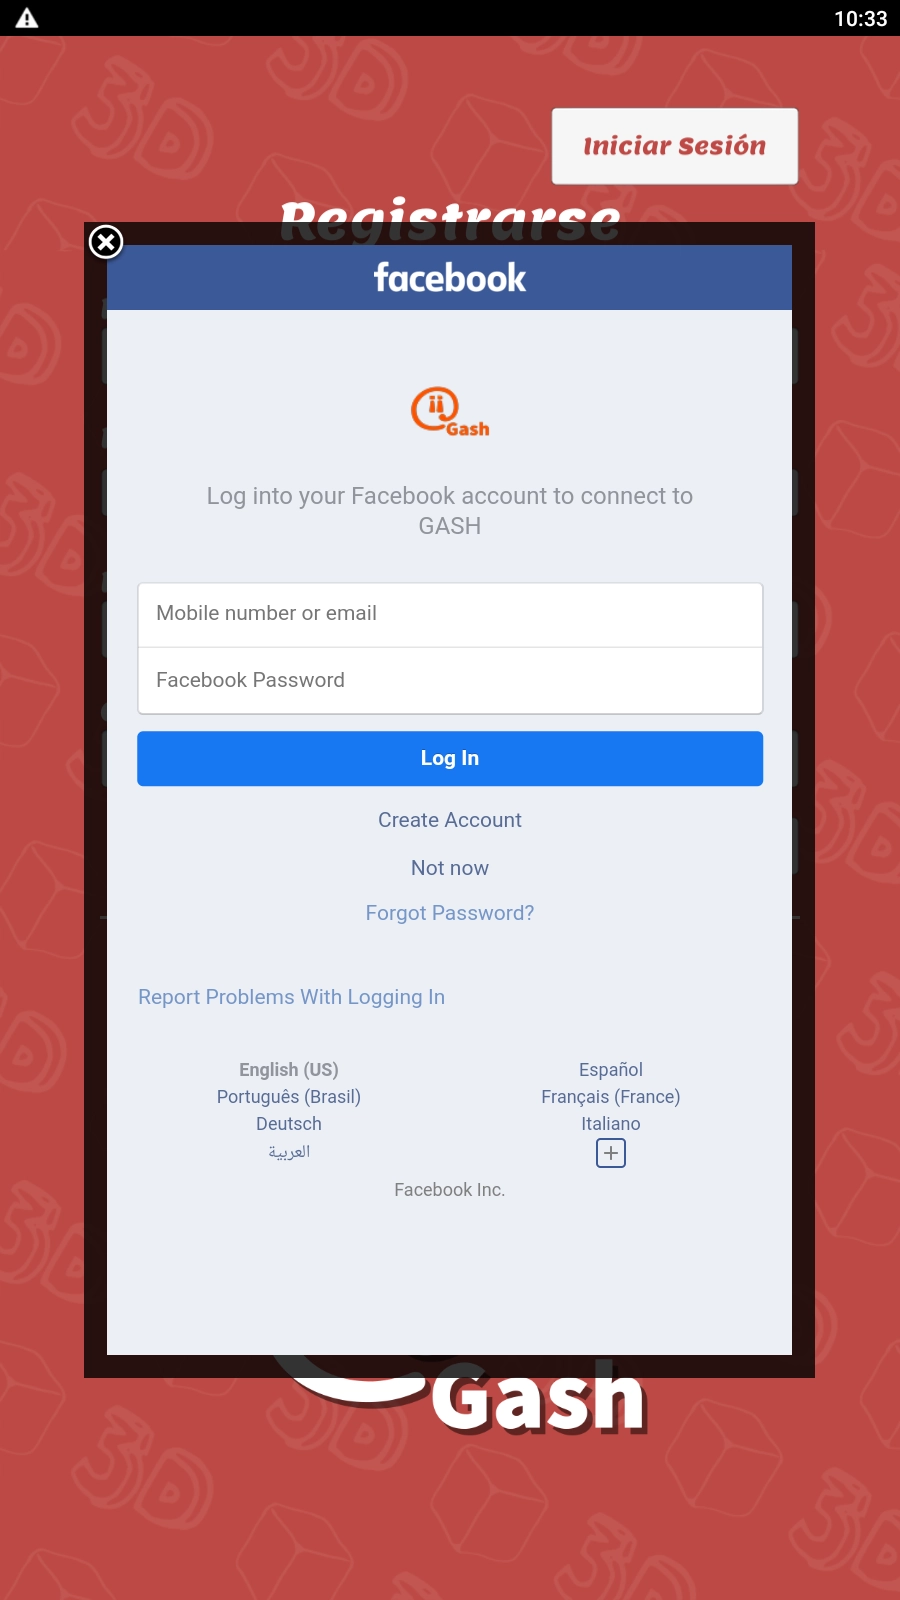 10:33
Iniciar Sesión
Registrarse
facebook
Gash
Log into your Facebook account to connect to
GASH
Mobile number or email
Facebook Password
Log In
Create Account
Not now
Forgot Password?
Report Problems With Logging In
English (US)
Español
Português (Brasil)
Français (France)
Deutsch
Italiano
العربية
Facebook Inc.
Gash